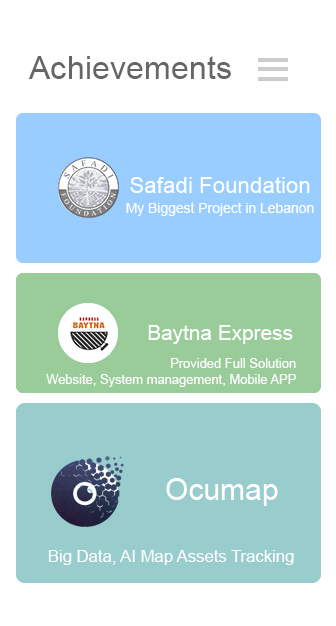 Achievements
SAFADI
FOUNDATION
Safadi Foundation
My Biggest Project in Lebanon
EXPRESS
BAYTNA
Baytna Express
Provided Full Solution
Website, System management, Mobile APP
Ocumap
Big Data, AI Map Assets Tracking